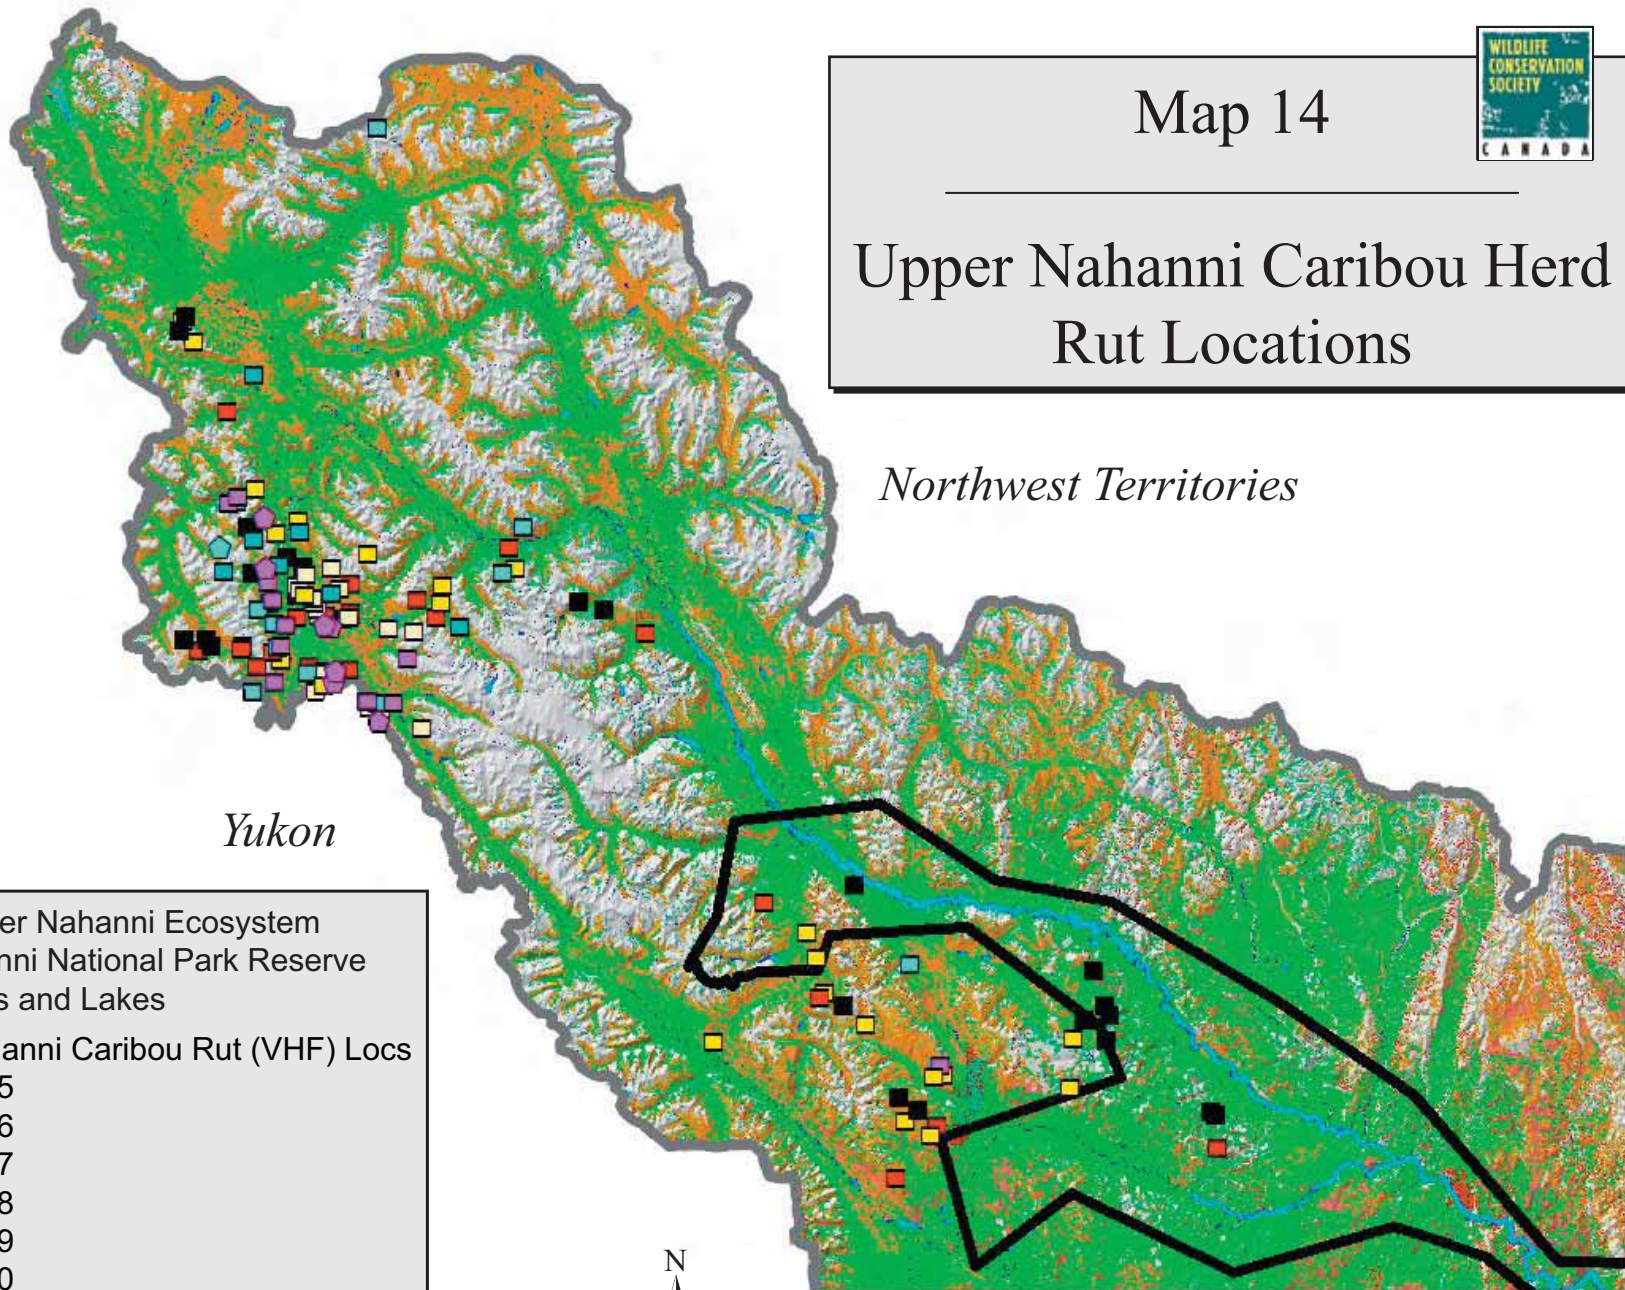 WILDLIFE
CONSERVATION
SOCIETY
CANADA
Map 14
Upper Nahanni Caribou Herd
Rut Locations
Northwest Territories
Yukon
er Nahanni Ecosystem
nni National Park Reserve
s and Lakes
anni Caribou Rut (VHF) Locs
5
6
7
8
9
0
N